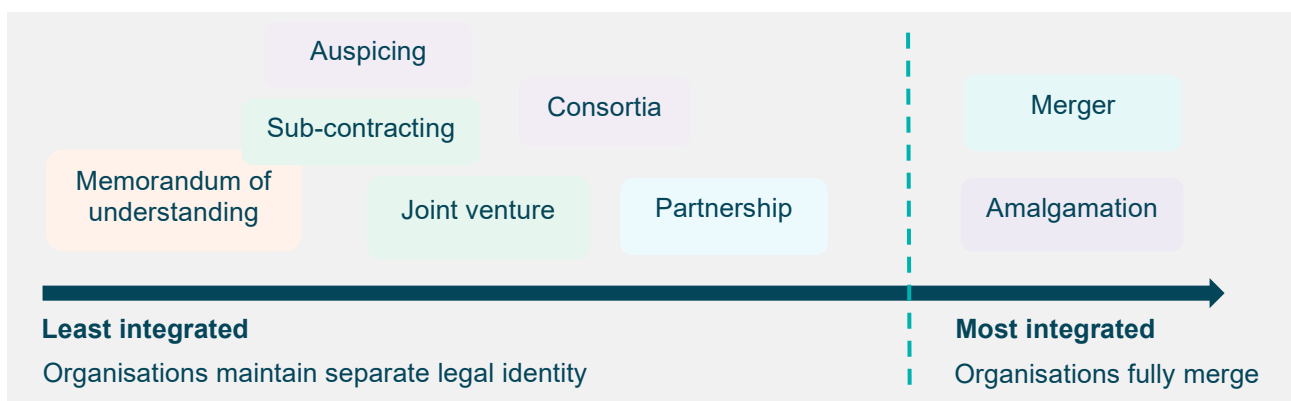 Auspicing
Consortia
Merger
Sub-contracting
Memorandum of
understanding
Joint venture
Partnership
Amalgamation
Least integrated
Most integrated
Organisations maintain separate legal identity
Organisations fully merge